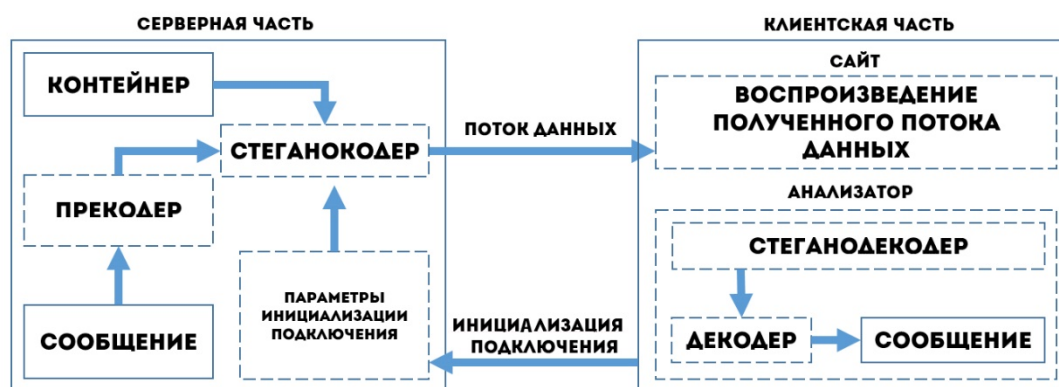 СЕРВЕРНАЯ ЧАСТЬ
КОНТЕЙНЕР
СТЕГАНОКОДЕР
ПРЕКОДЕР
СООБЩЕНИЕ
ПАРАМЕТРЫ
ИНИЦИАЛИЗАЦИИ
ПОДКЛЮЧЕНИЯ
ПОТОК ДАННЫХ
ИНИЦИАЛИЗАЦИЯ
ПОДКЛЮЧЕНИЯ
КЛИЕНТСКАЯ ЧАСТЬ
САЙТ
ВОСПРОИЗВЕДЕНИЕ
ПОЛУЧЕННОГО ПОТОКА
ДАННЫХ
АНАЛИЗАТОР
СТЕГАНОДЕКОДЕР
ДЕКОДЕР
СООБЩЕНИЕ